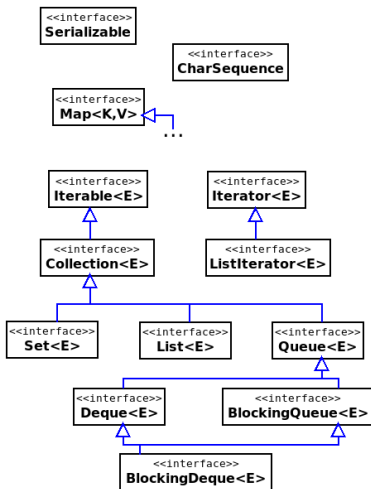 <<interface>>
Serializable
<<interface>>
CharSequence
<<interface>>
Map<K,V>
...
<<interface>>
Iterable<E>
<<interface>>
Iterator<E>
<<interface>>
Collection<E>
<<interface>>
ListIterator<E>
<<interface>>
Set<E>
<<interface>>
List<E>
<<interface>>
Queue<E>
<<interface>>
Deque<E>
<<interface>>
BlockingQueue<E>
<<interface>>
BlockingDeque<E>